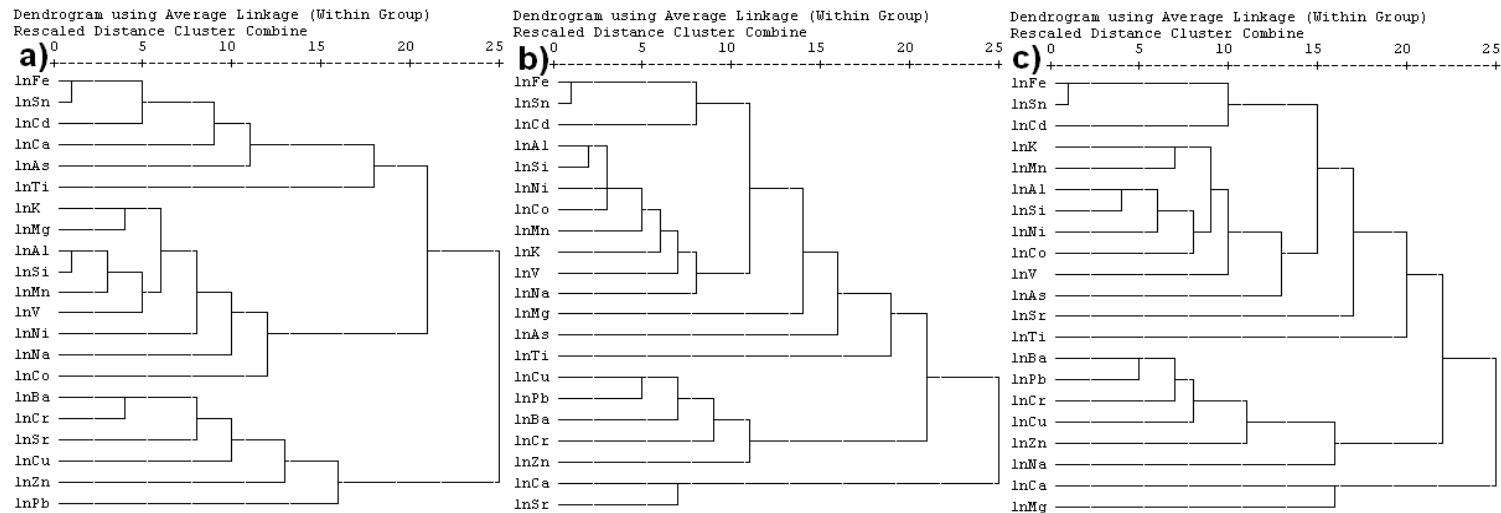 Dendrogram using Average Linkage (Within Group)
Rescaled Distance Cluster Combine
0 5 10 15 20 25
a)
lnFe
lnSn
lnCd
lnCa
lnAs
lnTi
lnK
lnMg
lnAl
lnSi
lnMn
lnV
lnNi
lnNa
lnCo
lnBa
lnCr
lnSr
lnCu
lnZn
lnPb
Dendrogram using Average Linkage (Within Group)
Rescaled Distance Cluster Combine
0 5 10 15 20 25
b)
lnFe
lnSn
lnCd
lnAl
lnSi
lnNi
lnCo
lnMn
lnK
lnV
lnNa
lnMg
lnAs
lnTi
lnCu
lnPb
lnBa
lnCr
lnZn
lnCa
lnSr
Dendrogram using Average Linkage (Within Group)
Rescaled Distance Cluster Combine
0 5 10 15 20 25
c)
lnFe
lnSn
lnCd
lnK
lnMn
lnAl
lnSi
lnNi
lnCo
lnV
lnAs
lnSr
lnTi
lnBa
lnPb
lnCr
lnCu
lnZn
lnNa
lnCa
lnMg